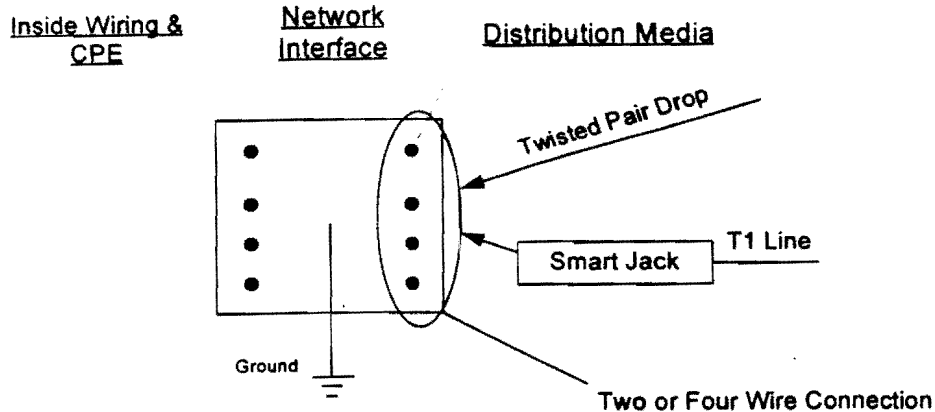 Inside Wiring &
CPE
Network
Interface
Distribution Media
Twisted Pair Drop
Smart Jack
T1 Line
Ground
Two or Four Wire Connection